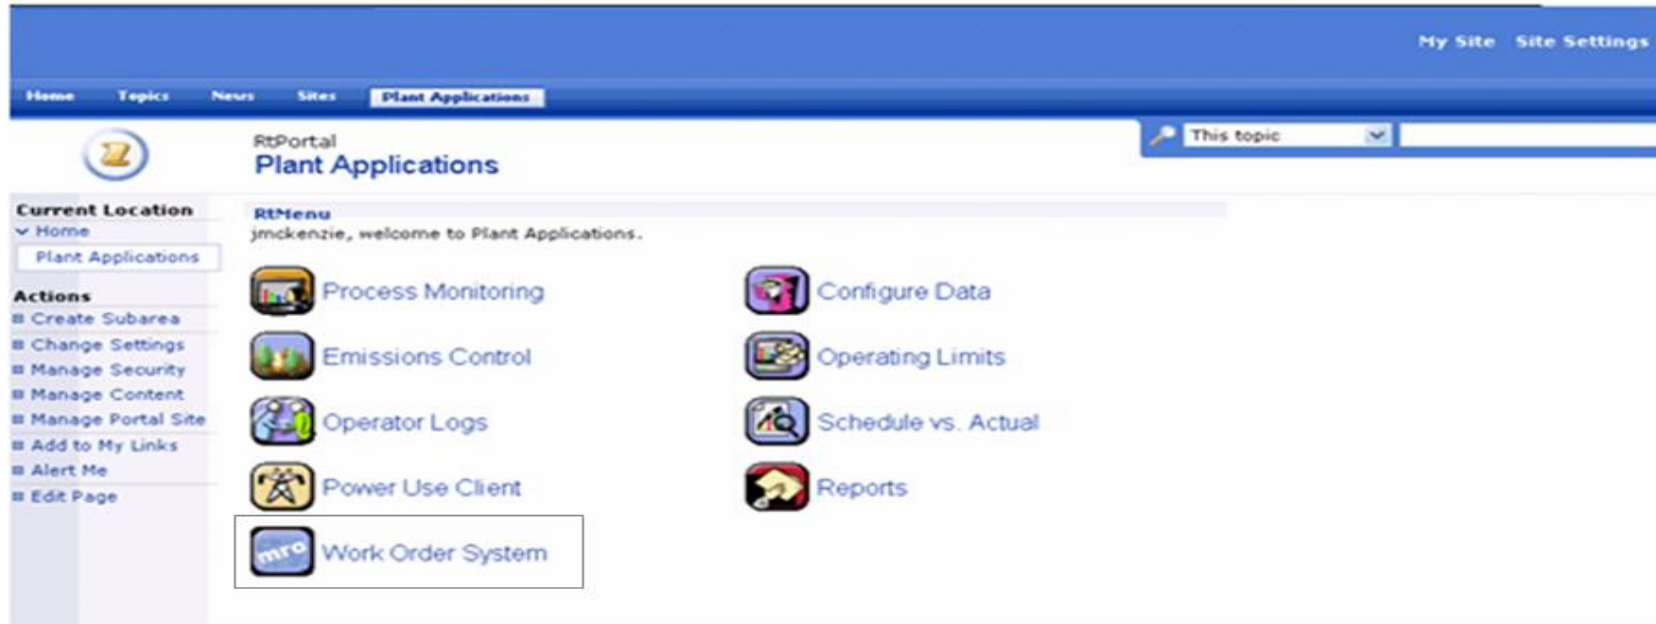 My Site Site Settings
Home Topics News Sites Plant Applications
RtPortal
Plant Applications
This topic
Current Location
Home
Plant Applications
Actions
Create Subarea
Change Settings
Manage Security
Manage Content
Manage Portal Site
Add to My Links
Alert Me
Edit Page
RtMenu
jmckenzie, welcome to Plant Applications.
Process Monitoring Configure Data
Emissions Control Operating Limits
Operator Logs Schedule vs. Actual
Power Use Client Reports
mro Work Order System